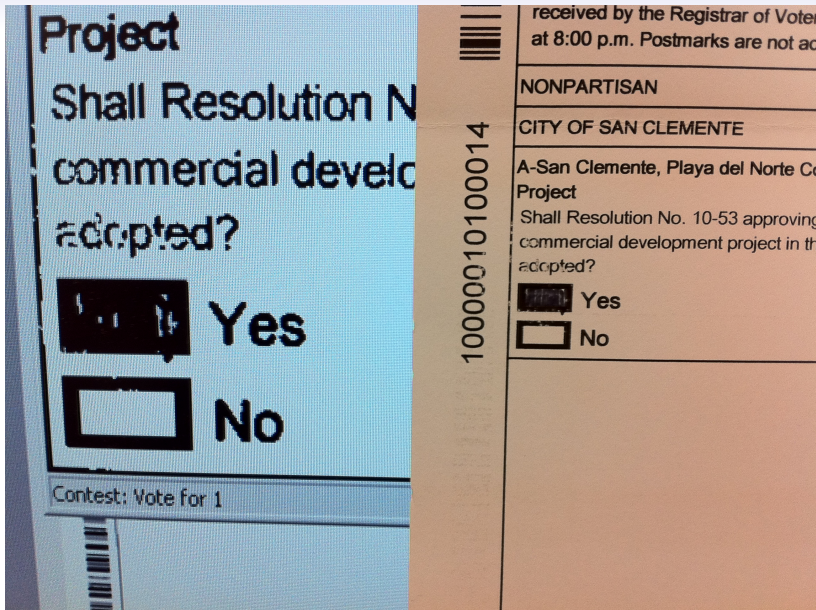 Project
Shall Resolution N
commercial develo
adopted?
Yes
No
Contest: Vote for 1
received by the Registrar of Voter
at 8:00 p.m. Postmarks are not ac
NONPARTISAN
CITY OF SAN CLEMENTE
A-San Clemente, Playa del Norte Co
Project
Shall Resolution No. 10-53 approving
commercial development project in th
adopted?
Yes
No
10000010100014